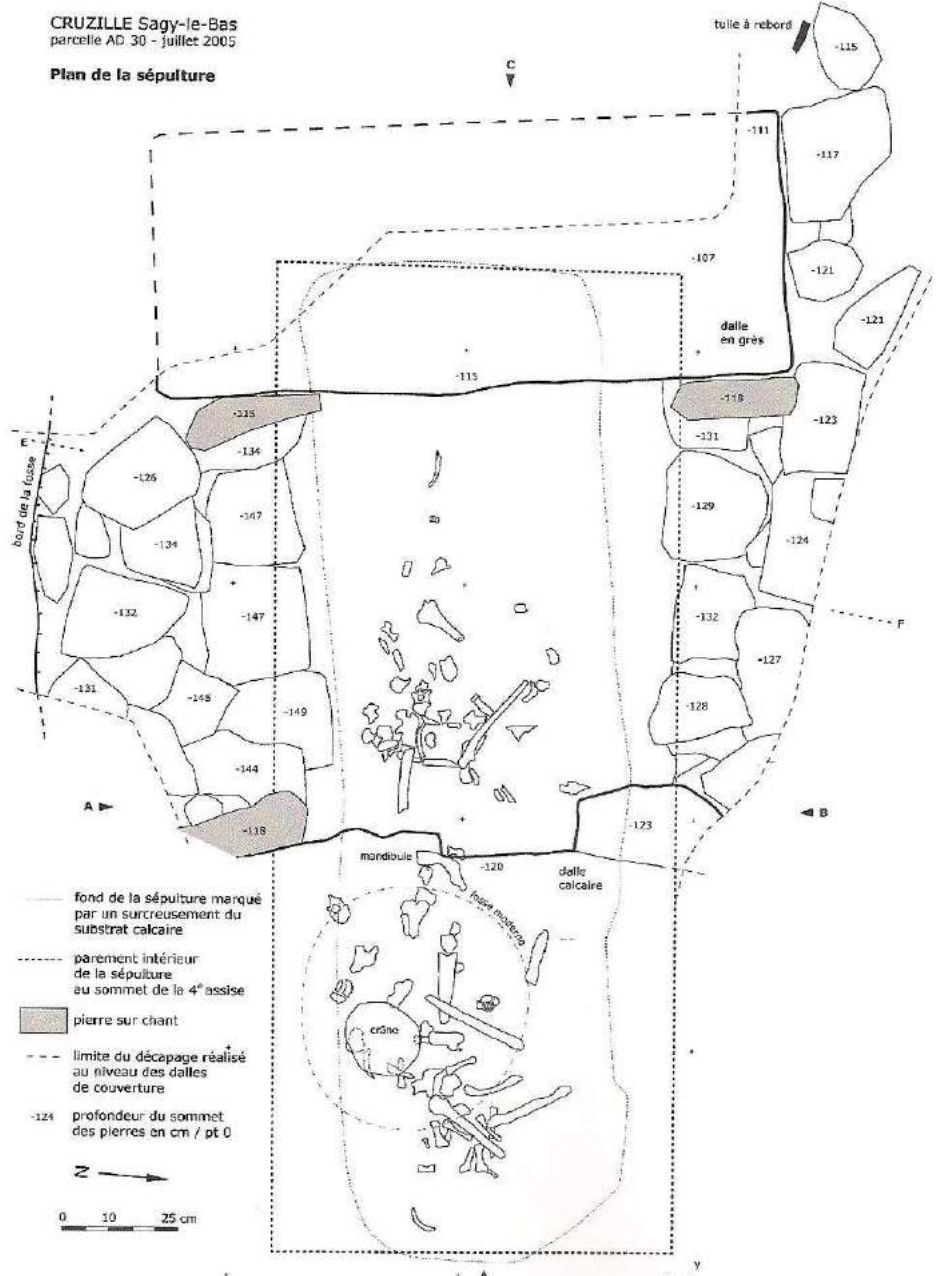 CRUZILLE Sagy-le-Bas
parcelle AD 30 - juillet 2005
Plan de la sépulture
tuile à rebord
-115
C
-111
-117
-107
-121
-121
dalle
en grès
-115
-115
-118
-123
E
-134
-131
-126
bord de la fosse
-147
-129
-134
-124
-132
-147
-132
F
-127
-131
-145
-149
-128
-144
A
B
-118
-123
mandibule
-120
dalle
calcaire
fosse moderne
crâne
fond de la sépulture marqué
par un surcreusement du
substrat calcaire
parement intérieur
de la sépulture
au sommet de la 4e assise
pierre sur chant
limite du décapage réalisé
au niveau des dalles
de couverture
-124 profondeur du sommet
des pierres en cm / pt 0
N
0 10 25 cm
y